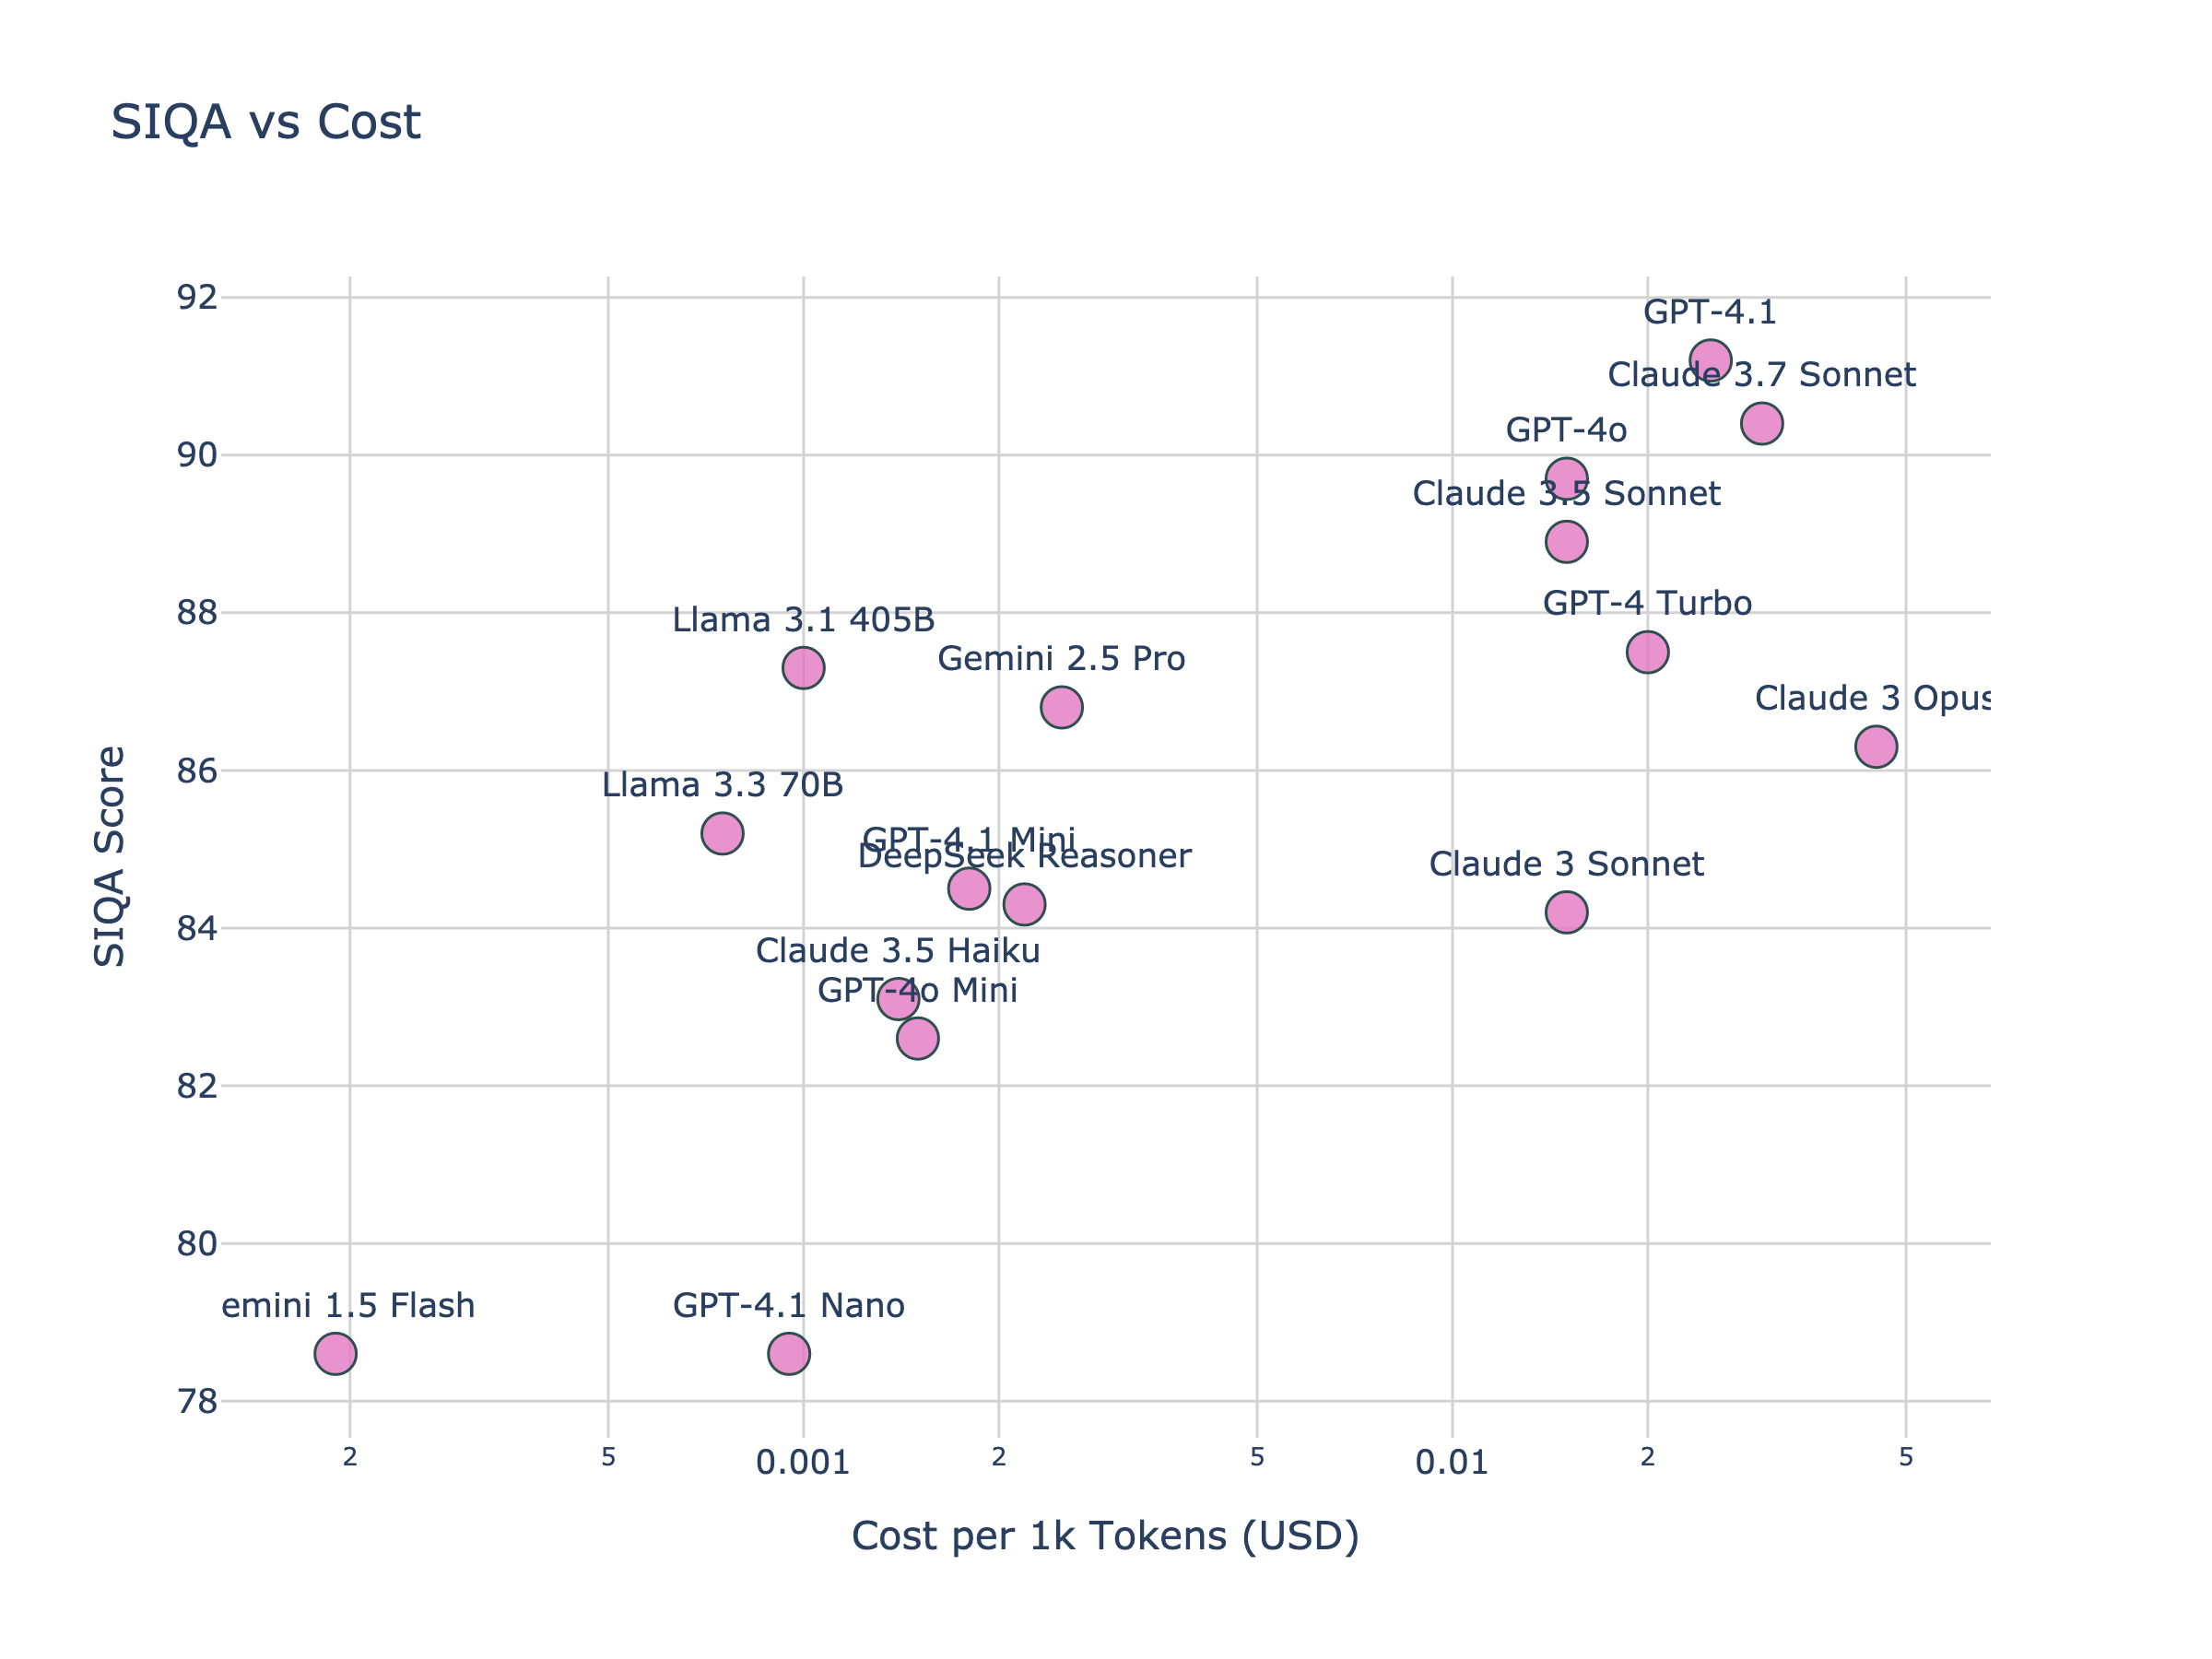 SIQA vs Cost
92
GPT-4.1
Claude 3.7 Sonnet
GPT-4o
90
Claude 3.5 Sonnet
88
GPT-4 Turbo
Llama 3.1 405B
Gemini 2.5 Pro
Claude 3 Opus
86
Llama 3.3 70B
GPT-4.1 Mini
DeepSeek Reasoner
Claude 3 Sonnet
84
Claude 3.5 Haiku
GPT-4o Mini
82
80
emini 1.5 Flash
GPT-4.1 Nano
78
SIQA Score
2 5 0.001 2 5 0.01 2 5
Cost per 1k Tokens (USD)